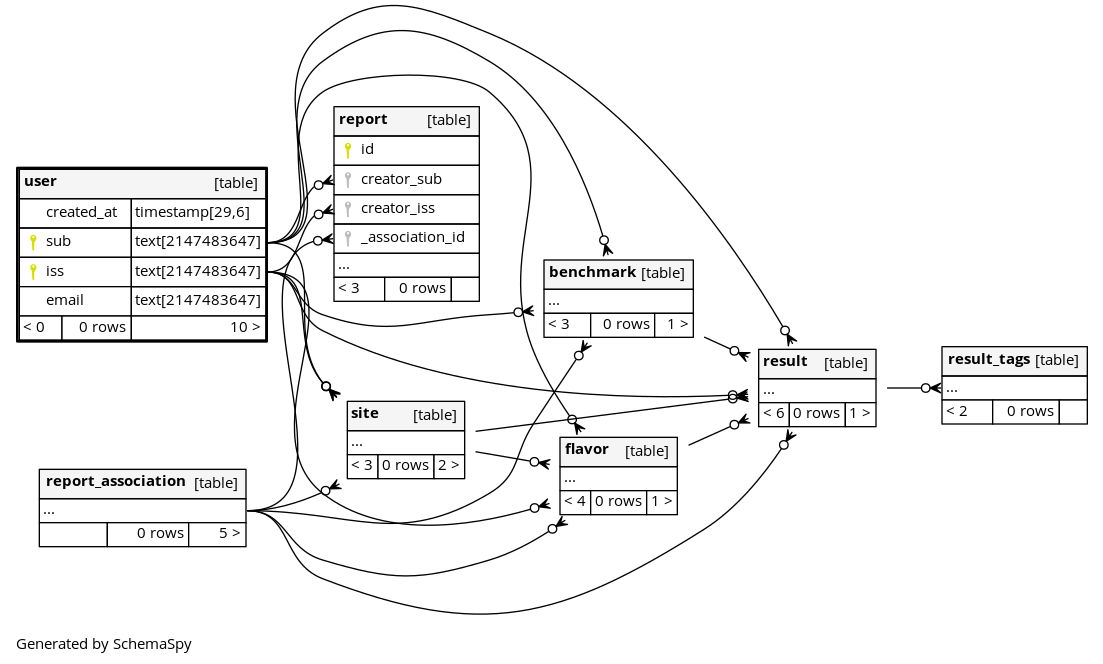 user [table]
created_at timestamp[29,6]
sub text[2147483647]
iss text[2147483647]
email text[2147483647]
< 0 0 rows 10 >
report [table]
id
creator_sub
creator_iss
_association_id
...
< 3 0 rows
benchmark [table]
...
< 3 0 rows 1 >
result [table]
...
< 6 0 rows 1 >
result_tags [table]
...
< 2 0 rows
site [table]
...
< 3 0 rows 2 >
flavor [table]
...
< 4 0 rows 1 >
report_association [table]
...
0 rows 5 >
Generated by SchemaSpy